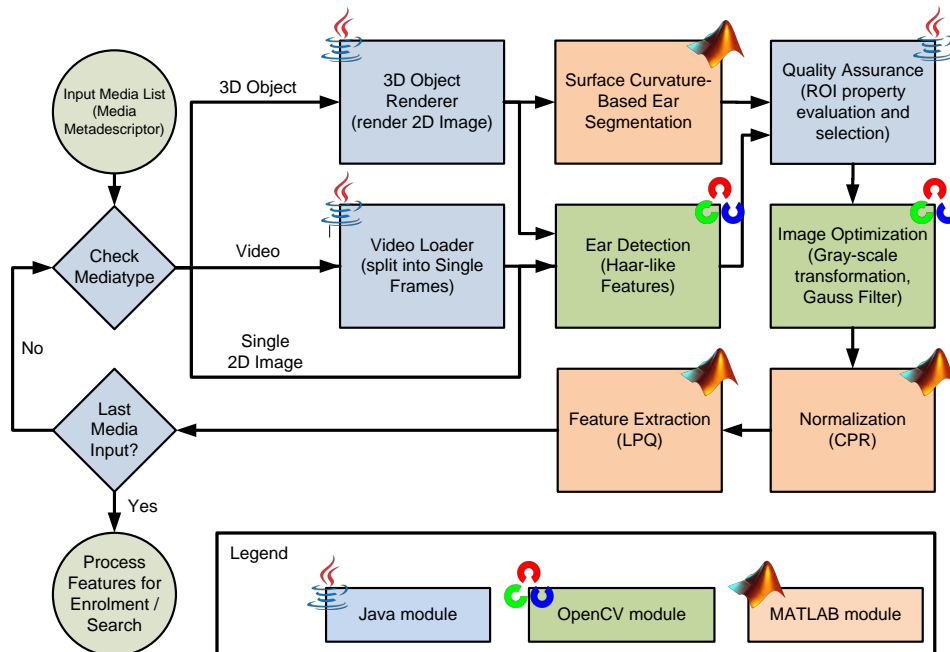 Input Media List
(Media
Metadescriptor)
3D Object
3D Object
Renderer
(render 2D Image)
Surface Curvature-
Based Ear
Segmentation
Quality Assurance
(ROI property
evaluation and
selection)
Check
Mediatype
Video
Video Loader
(split into Single
Frames)
Ear Detection
(Haar-like
Features)
Image Optimization
(Gray-scale
transformation,
Gauss Filter)
No
Single
2D Image
Last
Media
Input?
Feature Extraction
(LPQ)
Normalization
(CPR)
Yes
Process
Features for
Enrolment /
Search
Legend
Java module
OpenCV module
MATLAB module